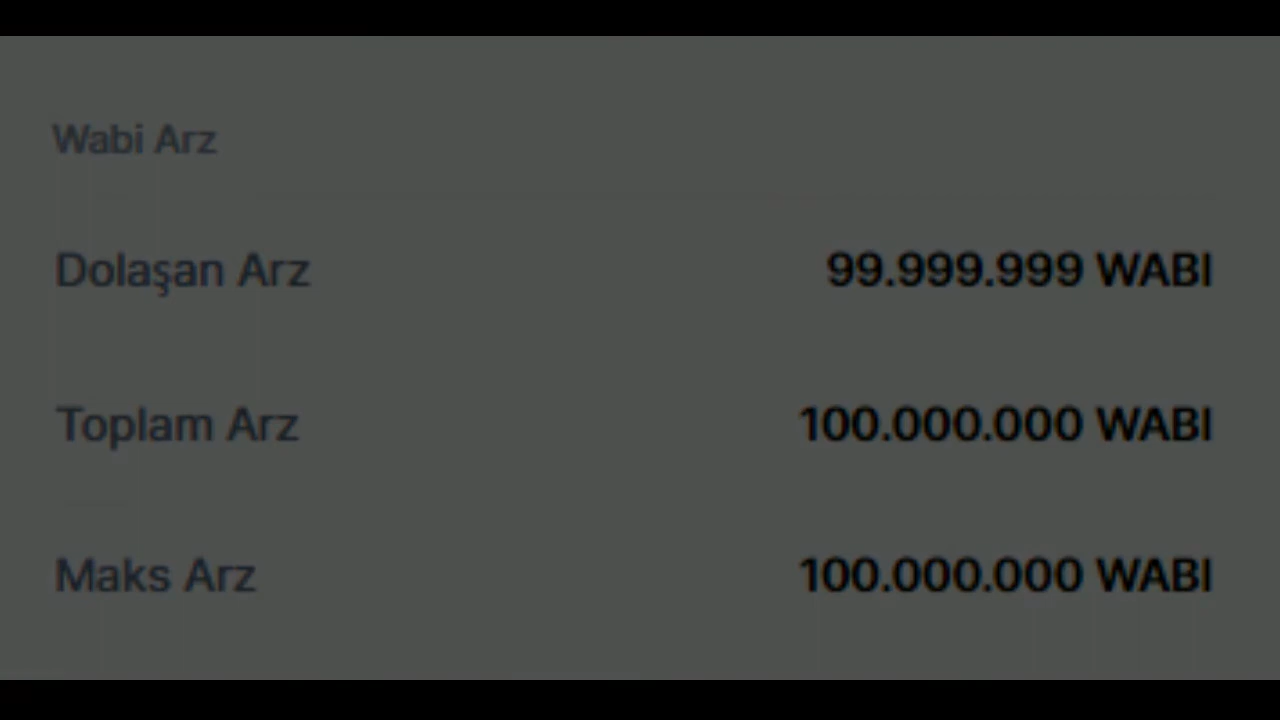 Wabi Arz
Dolaşan Arz 99.999.999 WABI
Toplam Arz 100.000.000 WABI
Maks Arz 100.000.000 WABI